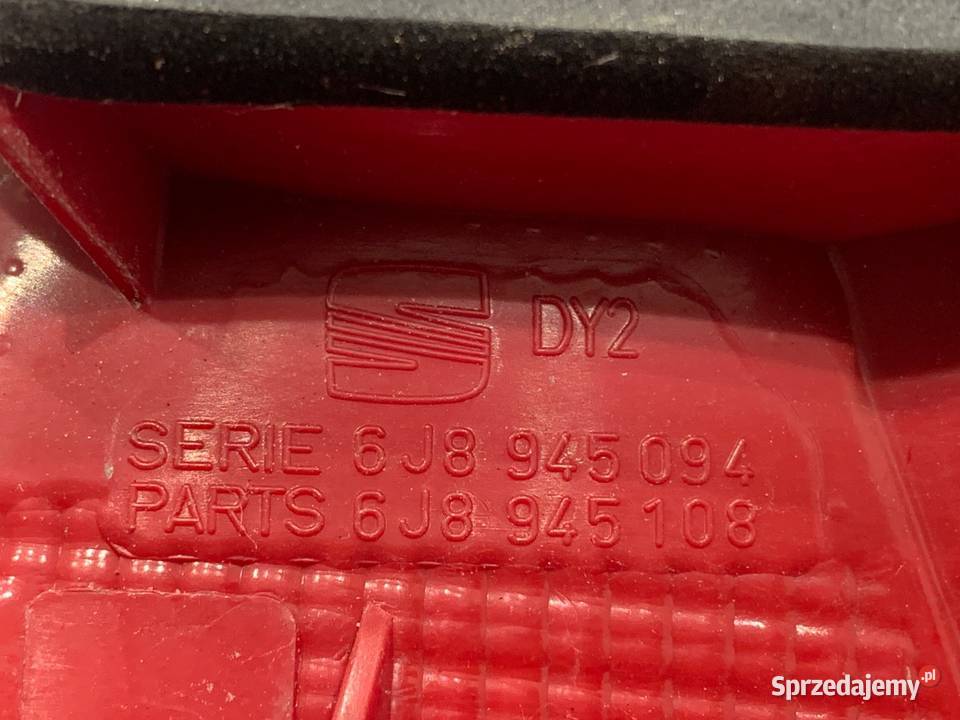 DY2
SERIE 6J8 945 094
PARTS 6J8 945 108
Sprzedajemy.pl